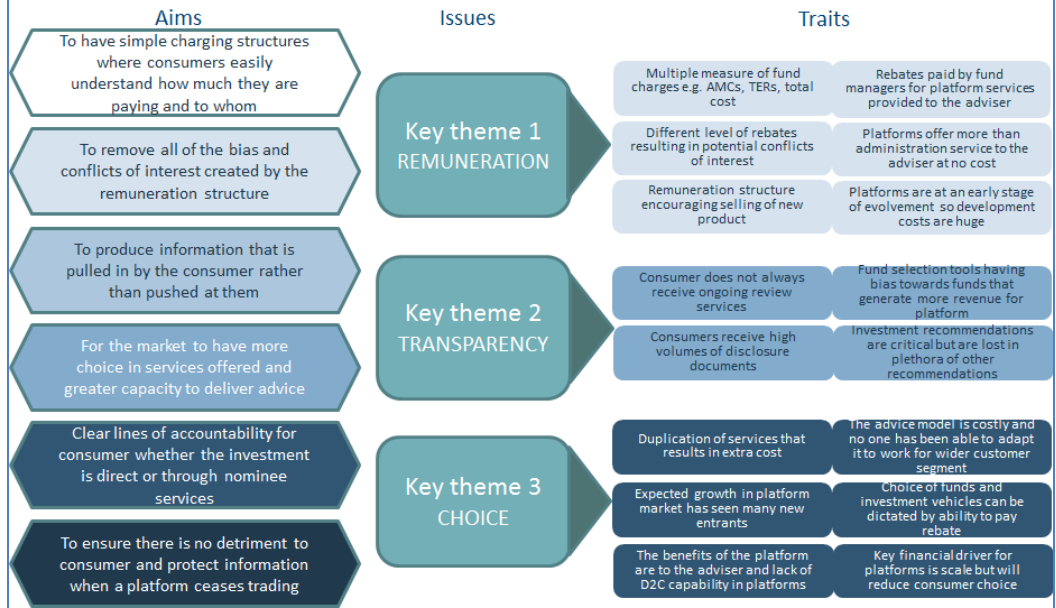 Aims
Issues
Traits
To have simple charging structures
where consumers easily
understand how much they are
paying and to whom
To remove all of the bias and
conflicts of interest created by the
remuneration structure
To produce information that is
pulled in by the consumer rather
than pushed at them
For the market to have more
choice in services offered and
greater capacity to deliver advice
Clear lines of accountability for
consumer whether the investment
is direct or through nominee
services
To ensure there is no detriment to
consumer and protect information
when a platform ceases trading
Key theme 1
REMUNERATION
Multiple measure of fund
charges e.g. AMCs, TERs, total
cost
Rebates paid by fund
managers for platform services
provided to the adviser
Different level of rebates
resulting in potential conflicts
of interest
Platforms offer more than
administration service to the
adviser at no cost
Remuneration structure
encouraging selling of new
product
Platforms are at an early stage
of evolvement so development
costs are huge
Key theme 2
TRANSPARENCY
Consumer does not always
receive ongoing review
services
Fund selection tools having
bias towards funds that
generate more revenue for
platform
Consumers receive high
volumes of disclosure
documents
Investment recommendations
are critical but are lost in
plethora of other
recommendations
Key theme 3
CHOICE
Duplication of services that
results in extra cost
The advice model is costly and
no one has been able to adapt
it to work for wider customer
segment
Expected growth in platform
market has seen many new
entrants
Choice of funds and
investment vehicles can be
dictated by ability to pay
rebate
The benefits of the platform
are to the adviser and lack of
D2C capability in platforms
Key financial driver for
platforms is scale but will
reduce consumer choice